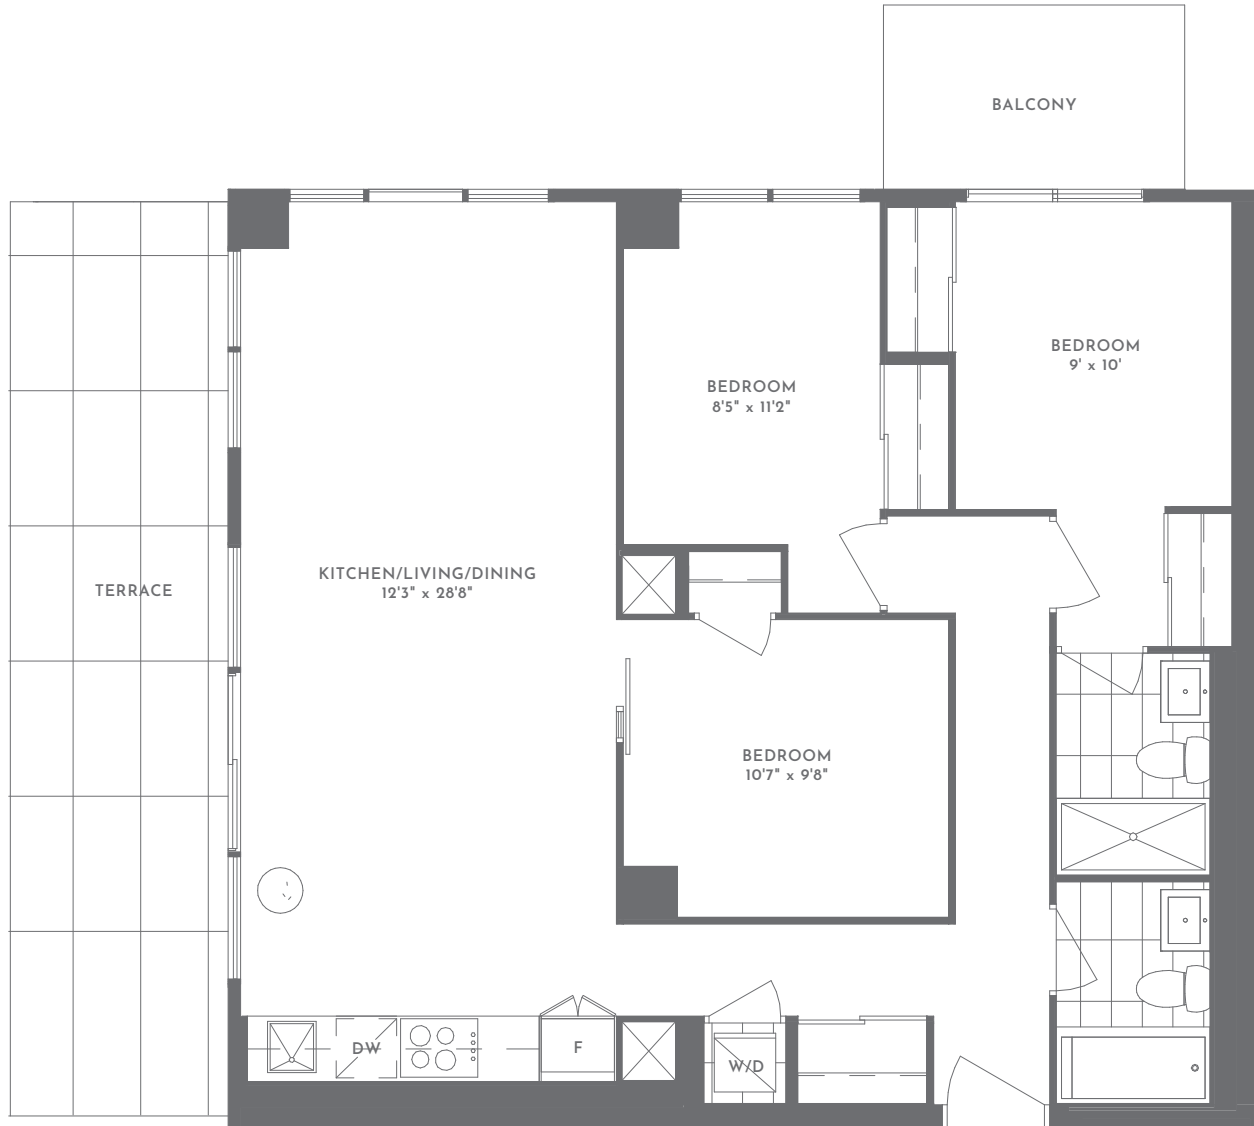 BALCONY
BEDROOM
9' x 10'
BEDROOM
8'5" x 11'2"
KITCHEN/LIVING/DINING
12'3" x 28'8"
TERRACE
BEDROOM
10'7" x 9'8"
DW
F
W/D